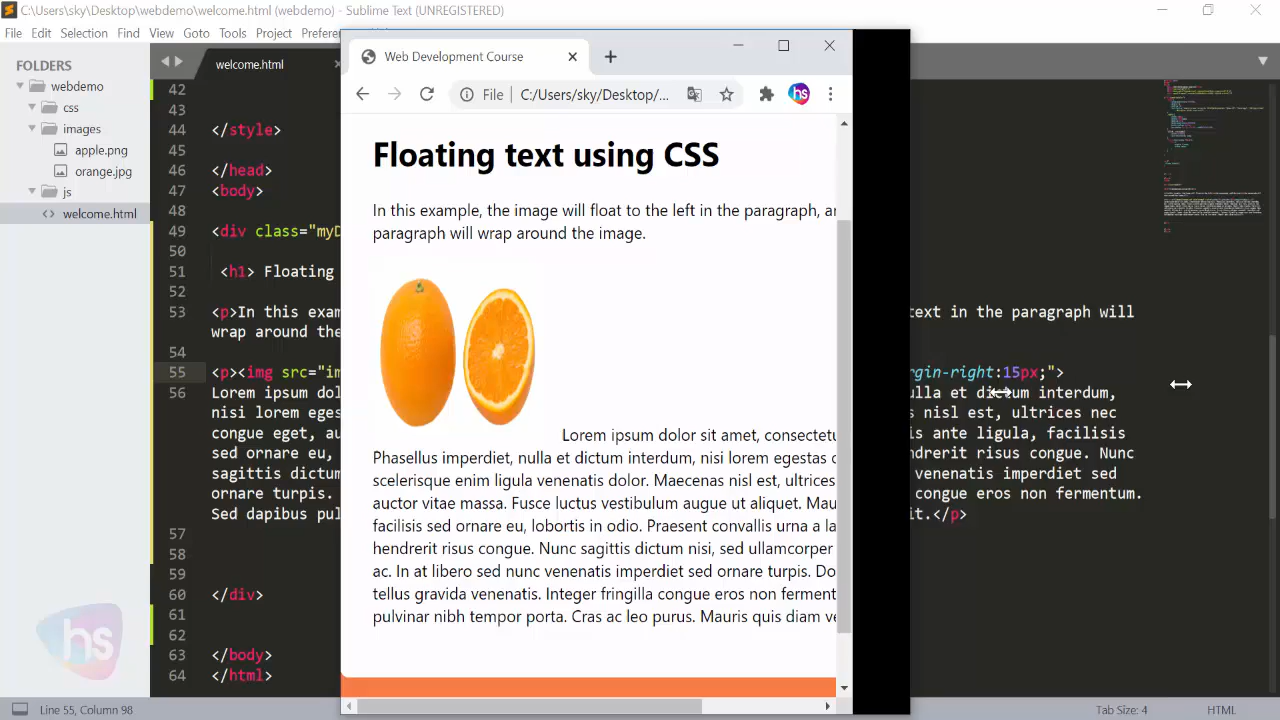 C:\Users\sky\Desktop\webdemo\welcome.html (webdemo) - Sublime Text (UNREGISTERED)
File Edit Selection Find View Goto Tools Project
FOLDERS
webdemo
css
images
apple.png
orange.jpg
js
welcome.html
welcome.html
42
43
44 </style>
45
46 </head>
47 <body>
48
49 <div class="myD
50
51 <h1> Floating
52
53 <p>In this exam
wrap around the
54
55 <p><img src="im
56 Lorem ipsum dol
nisi lorem eges
congue eget, au
sed ornare eu,
sagittis dictum
ornare turpis.
Sed dapibus pul
57
58
59
60 </div>
61
62
63 </body>
64 </html>
Web Development Course
File C:/Users/sky/Desktop/...
hs
Floating text using CSS
In this example, the image will float to the left in the paragraph, an
paragraph will wrap around the image.
Lorem ipsum dolor sit amet, consectetu
Phasellus imperdiet, nulla et dictum interdum, nisi lorem egestas o
scelerisque enim ligula venenatis dolor. Maecenas nisl est, ultrices
auctor vitae massa. Fusce luctus vestibulum augue ut aliquet. Mau
facilisis sed ornare eu, lobortis in odio. Praesent convallis urna a la
hendrerit risus congue. Nunc sagittis dictum nisi, sed ullamcorper
ac. In at libero sed nunc venenatis imperdiet sed ornare turpis. Do
tellus gravida venenatis. Integer fringilla congue eros non ferment
pulvinar nibh tempor porta. Cras ac leo purus. Mauris quis diam ve
text in the paragraph will
rgin-right:15px;">
ulla et dictum interdum,
s nisl est, ultrices nec
is ante ligula, facilisis
ndrerit risus congue. Nunc
venenatis imperdiet sed
congue eros non fermentum.
t.</p>
hs
Line 55, Column 98
Tab Size: 4
HTML